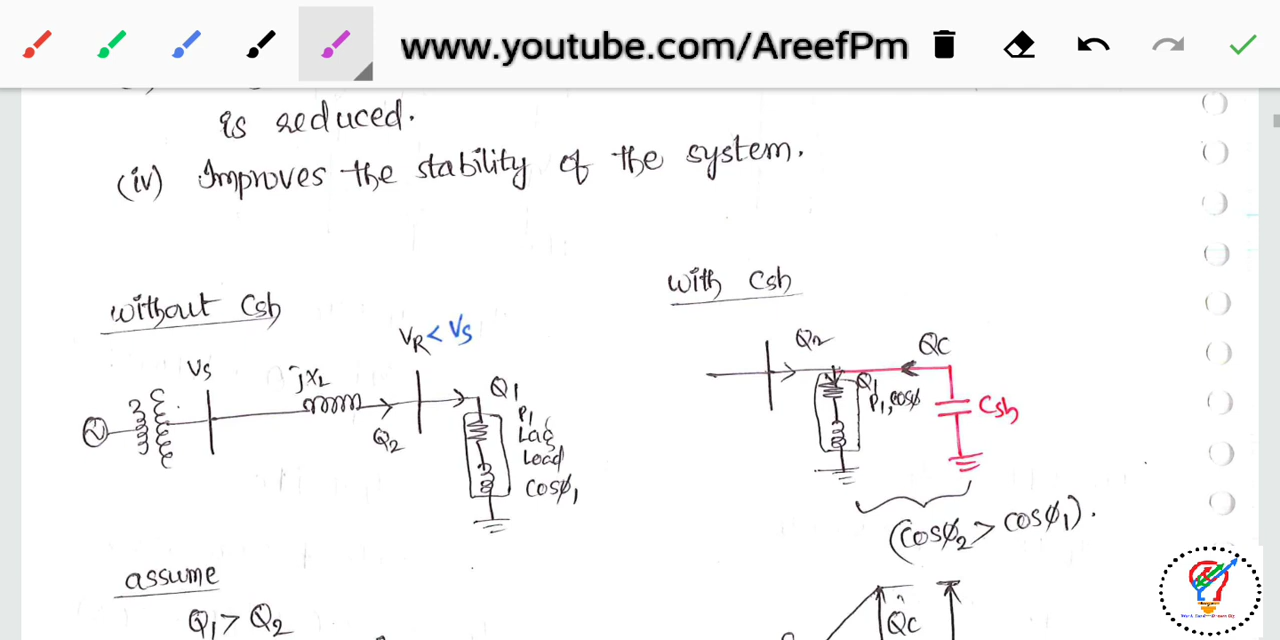 www.youtube.com/AreefPm
is reduced.
(iv) Improves the stability of the system.
without Csh
with Csh
VR < Vs
Vs
jXL
Q2
Q1
P1
Lag
Load
cosϕ1
Q2
Qc
Q1
P1, cosϕ
Csh
(cosϕ2 > cosϕ1).
assume
Q1 > Q2
Qc